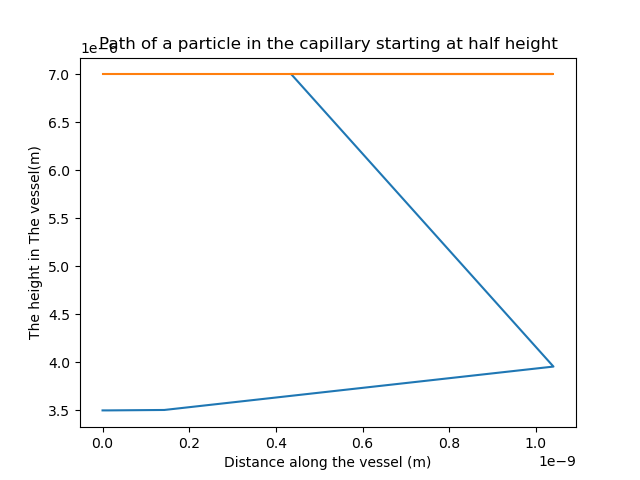 Path of a particle in the capillary starting at half height
1e−6
7.0
6.5
6.0
5.5
5.0
4.5
4.0
3.5
The height in The vessel(m)
0.0 0.2 0.4 0.6 0.8 1.0
1e−9
Distance along the vessel (m)